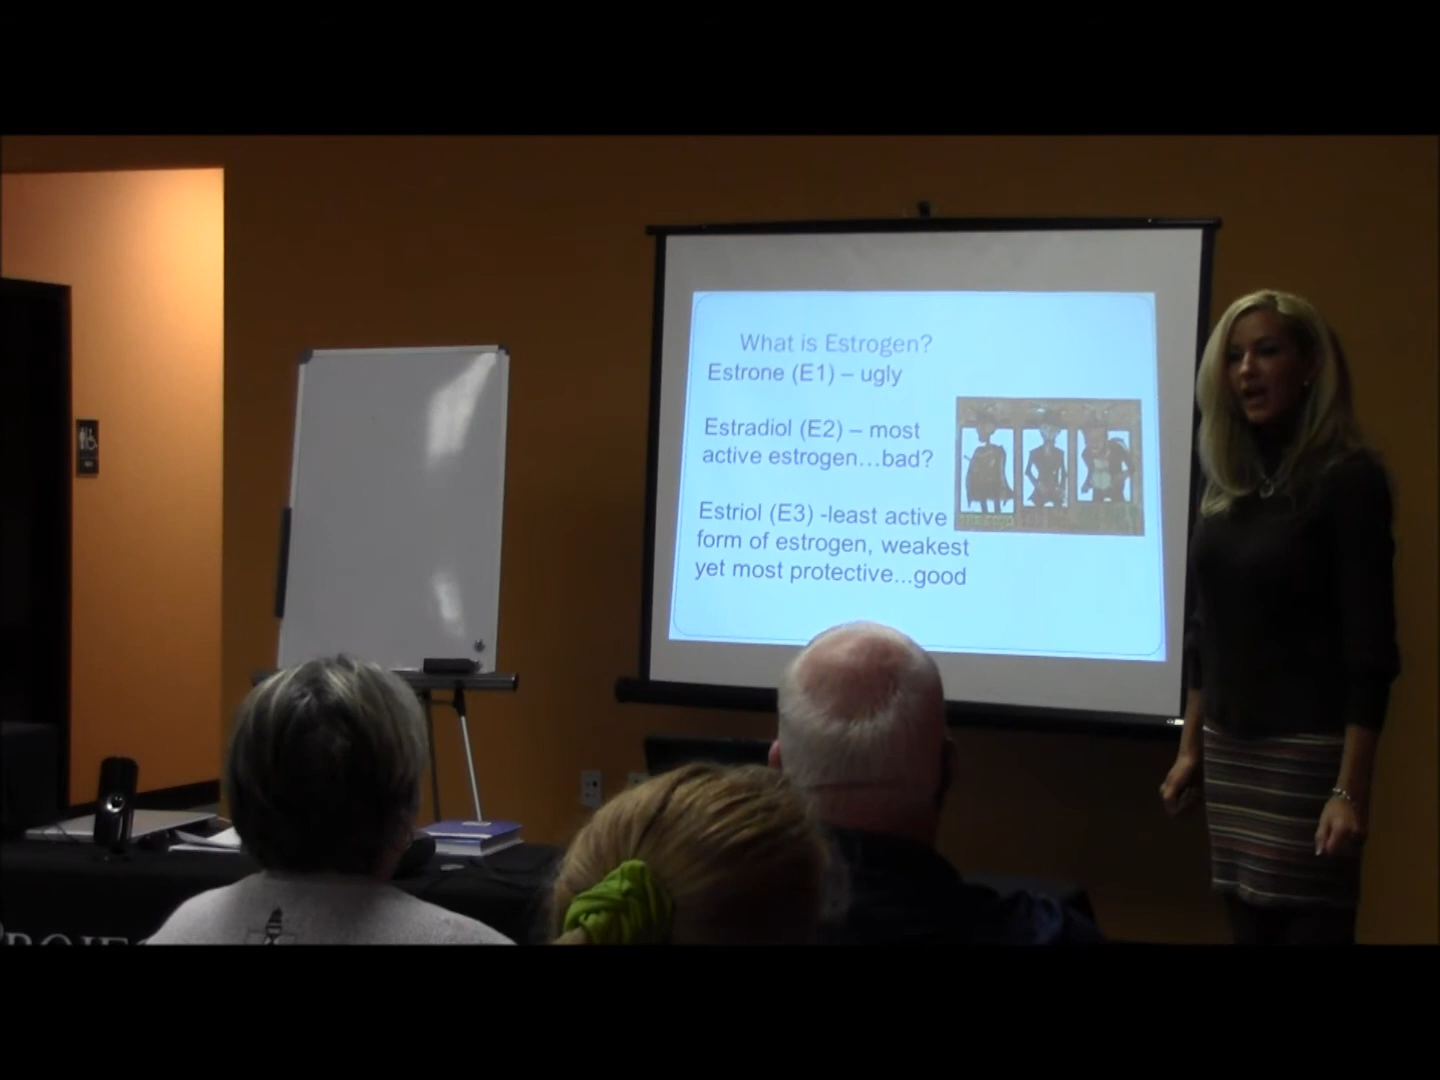 What is Estrogen?
Estrone (E1) – ugly
Estradiol (E2) – most
active estrogen...bad?
Estriol (E3) -least active
form of estrogen, weakest
yet most protective...good